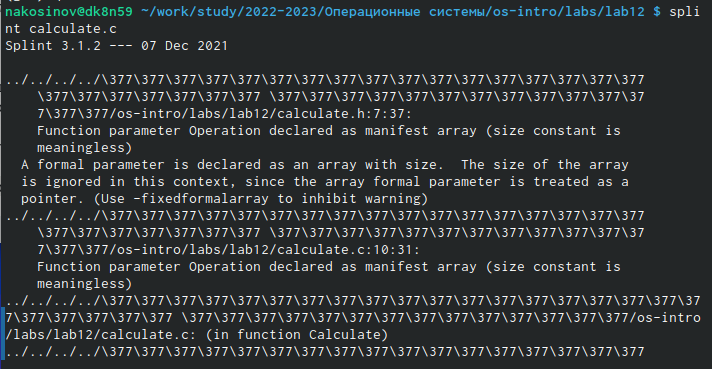 nakosinov@dk8n59 ~/work/study/2022-2023/Операционные системы/os-intro/labs/lab12 $ spli
nt calculate.c
Splint 3.1.2 --- 07 Dec 2021
../../../../\377\377\377\377\377\377\377\377\377\377\377\377\377\377\377\377\377
\377\377\377\377\377\377\377 \377\377\377\377\377\377\377\377\377\377\377\37
7\377\377/os-intro/labs/lab12/calculate.h:7:37:
Function parameter Operation declared as manifest array (size constant is
meaningless)
A formal parameter is declared as an array with size.  The size of the array
is ignored in this context, since the array formal parameter is treated as a
pointer. (Use -fixedformalarray to inhibit warning)
../../../../\377\377\377\377\377\377\377\377\377\377\377\377\377\377\377\377\377
\377\377\377\377\377\377\377 \377\377\377\377\377\377\377\377\377\377\377\37
7\377\377/os-intro/labs/lab12/calculate.c:10:31:
Function parameter Operation declared as manifest array (size constant is
meaningless)
../../../../\377\377\377\377\377\377\377\377\377\377\377\377\377\377\377\377\377\377\37
7\377\377\377\377\377 \377\377\377\377\377\377\377\377\377\377\377\377\377\377/os-intro
/labs/lab12/calculate.c: (in function Calculate)
../../../../\377\377\377\377\377\377\377\377\377\377\377\377\377\377\377\377\377